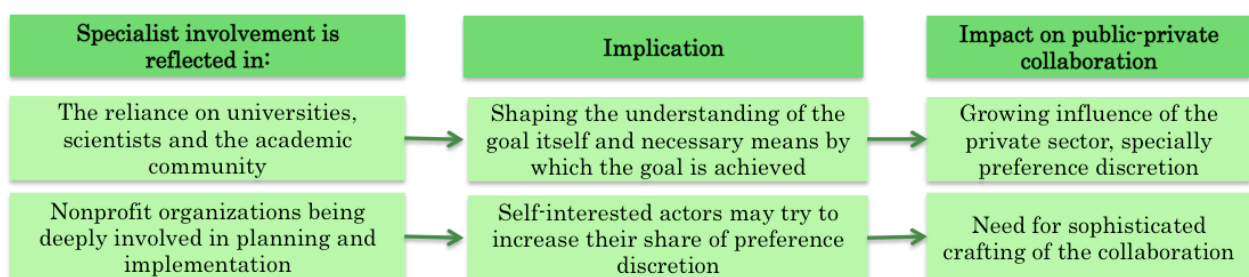 Specialist involvement is
reflected in:
Implication
Impact on public-private
collaboration
The reliance on universities,
scientists and the academic
community
Shaping the understanding of the
goal itself and necessary means by
which the goal is achieved
Growing influence of the
private sector, specially
preference discretion
Nonprofit organizations being
deeply involved in planning and
implementation
Self-interested actors may try to
increase their share of preference
discretion
Need for sophisticated
crafting of the collaboration